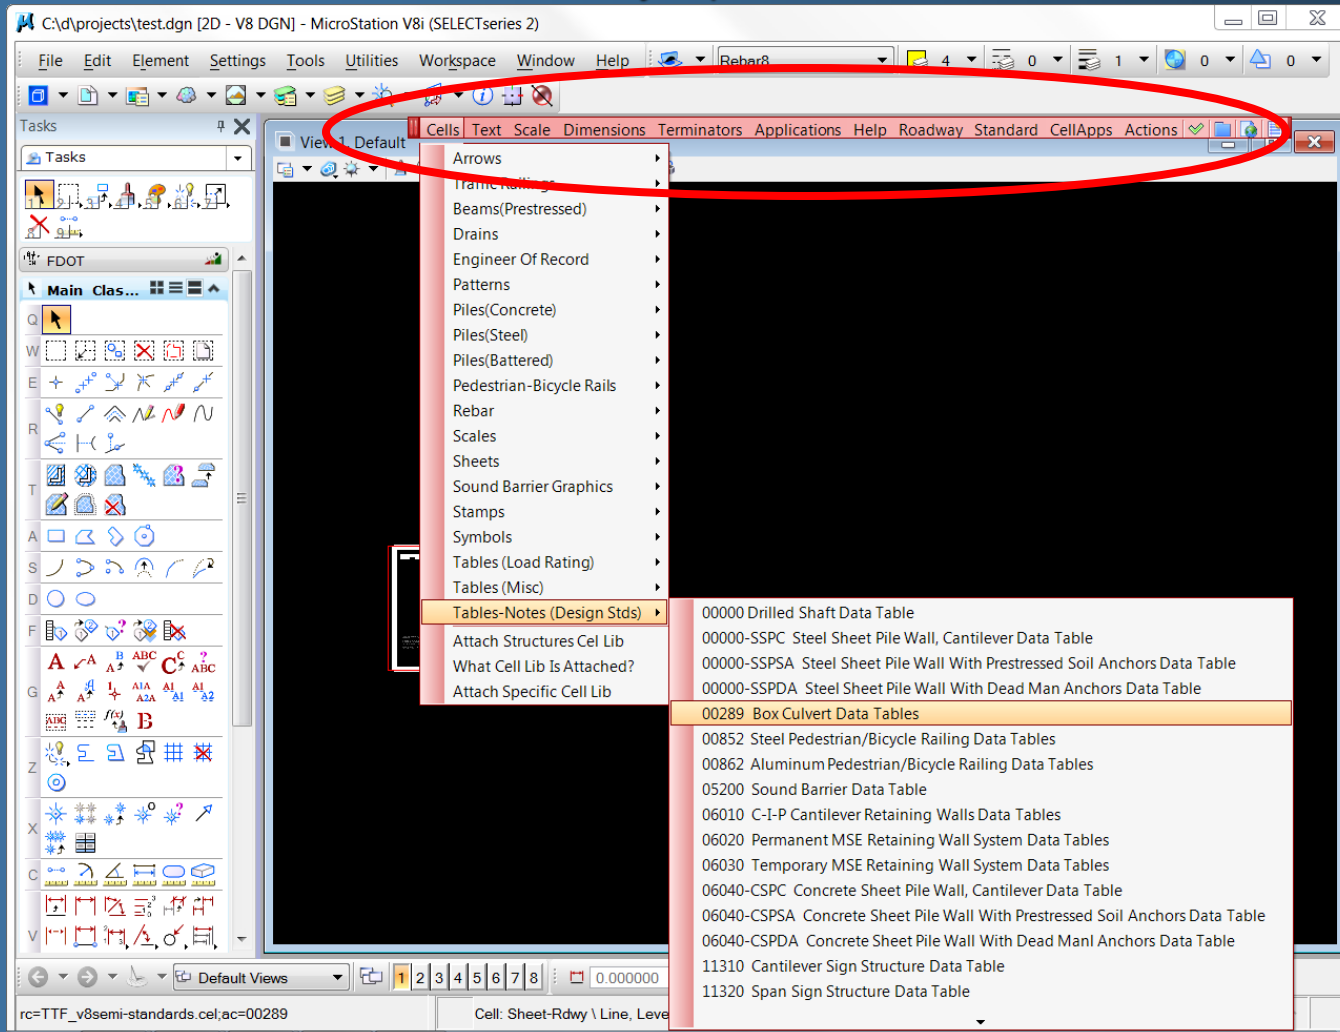 C:\d\projects\test.dgn [2D - V8 DGN] - MicroStation V8i (SELECTseries 2)
File Edit Element Settings Tools Utilities Workspace Window Help Rebar8 4 0 1 0 0
Tasks
View 1, Default
Cells Text Scale Dimensions Terminators Applications Help Roadway Standard CellApps Actions
Tasks
Arrows
Traffic Railings
Beams(Prestressed)
Drains
Engineer Of Record
Patterns
Piles(Concrete)
Piles(Steel)
Piles(Battered)
Pedestrian-Bicycle Rails
Rebar
Scales
Sheets
Sound Barrier Graphics
Stamps
Symbols
Tables (Load Rating)
Tables (Misc)
Tables-Notes (Design Stds)
Attach Structures Cel Lib
What Cell Lib Is Attached?
Attach Specific Cell Lib
00000 Drilled Shaft Data Table
00000-SSPC Steel Sheet Pile Wall, Cantilever Data Table
00000-SSPSA Steel Sheet Pile Wall With Prestressed Soil Anchors Data Table
00000-SSPDA Steel Sheet Pile Wall With Dead Man Anchors Data Table
00289 Box Culvert Data Tables
00852 Steel Pedestrian/Bicycle Railing Data Tables
00862 Aluminum Pedestrian/Bicycle Railing Data Tables
05200 Sound Barrier Data Table
06010 C-I-P Cantilever Retaining Walls Data Tables
06020 Permanent MSE Retaining Wall System Data Tables
06030 Temporary MSE Retaining Wall System Data Tables
06040-CSPC Concrete Sheet Pile Wall, Cantilever Data Table
06040-CSPSA Concrete Sheet Pile Wall With Prestressed Soil Anchors Data Table
06040-CSPDA Concrete Sheet Pile Wall With Dead Manl Anchors Data Table
11310 Cantilever Sign Structure Data Table
11320 Span Sign Structure Data Table
FDOT
Main Clas...
Q
W
E
R
T
A
S
D
F
G
Z
X
C
V
Default Views 1 2 3 4 5 6 7 8 0.000000
rc=TTF_v8semi-standards.cel;ac=00289
Cell: Sheet-Rdwy \ Line, Leve